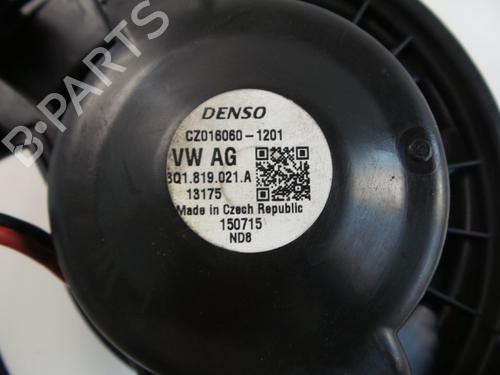 DENSO
CZ016060-1201
VW AG
3Q1.819.021.A
13175
Made in Czech Republic
150715
ND8
B-PARTS